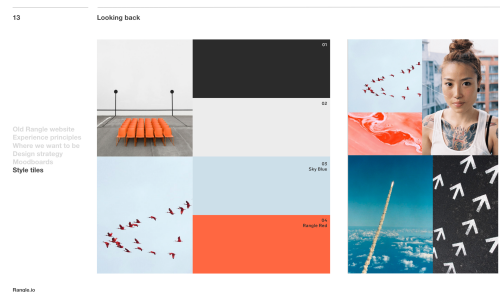 13
Looking back
01
02
03
Sky Blue
04
Rangle Red
Old Rangle website
Experience principles
Where we want to be
Design strategy
Moodboards
Style tiles
Rangle.io